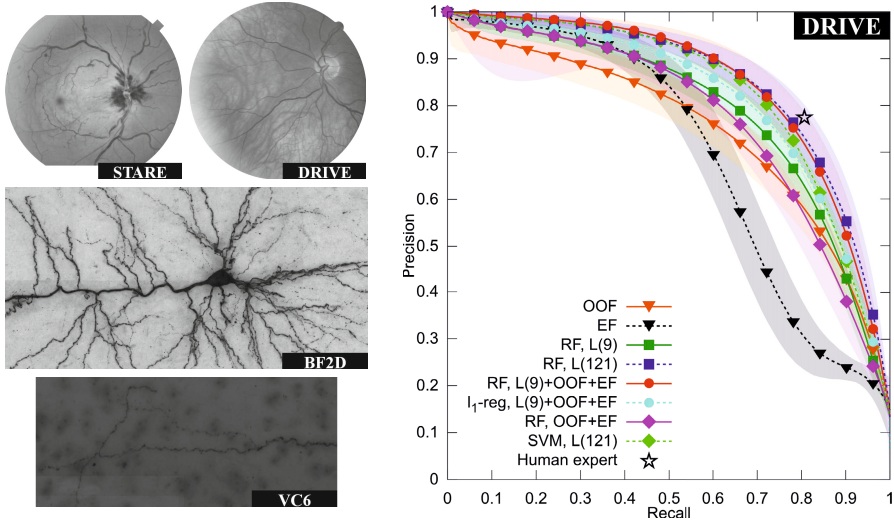 STARE
DRIVE
BF2D
VC6
DRIVE
Precision
1
0.9
0.8
0.7
0.6
0.5
0.4
0.3
0.2
0.1
0
OOF
EF
RF, L(9)
RF, L(121)
RF, L(9)+OOF+EF
l1-reg, L(9)+OOF+EF
RF, OOF+EF
SVM, L(121)
Human expert
0 0.1 0.2 0.3 0.4 0.5 0.6 0.7 0.8 0.9 1
Recall